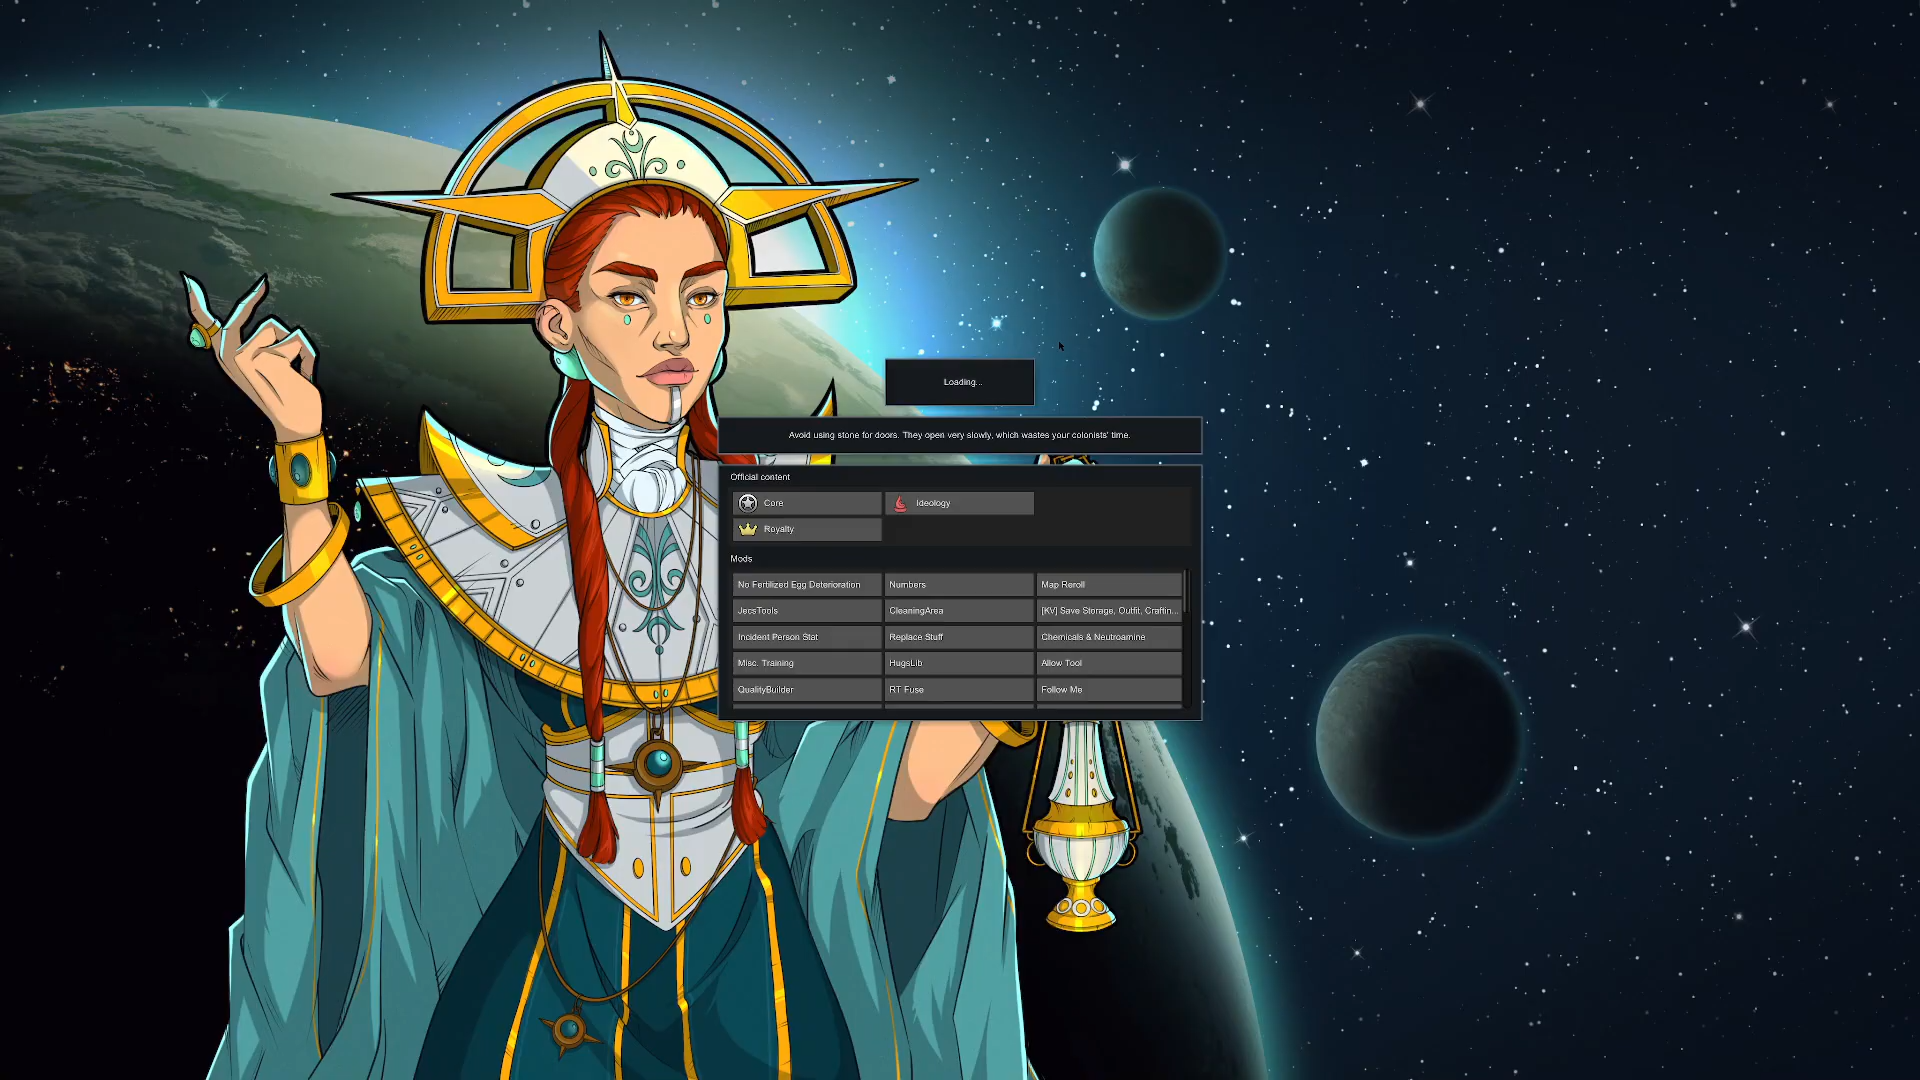 Loading...
Avoid using stone for doors. They open very slowly, which wastes your colonists' time.
Official content
Core
Ideology
Royalty
Mods
No Fertilized Egg Deterioration
Numbers
Map Reroll
JecsTools
CleaningArea
[KV] Save Storage, Outfit, Craftin...
Incident Person Stat
Replace Stuff
Chemicals & Neutroamine
Misc. Training
HugsLib
Allow Tool
QualityBuilder
RT Fuse
Follow Me